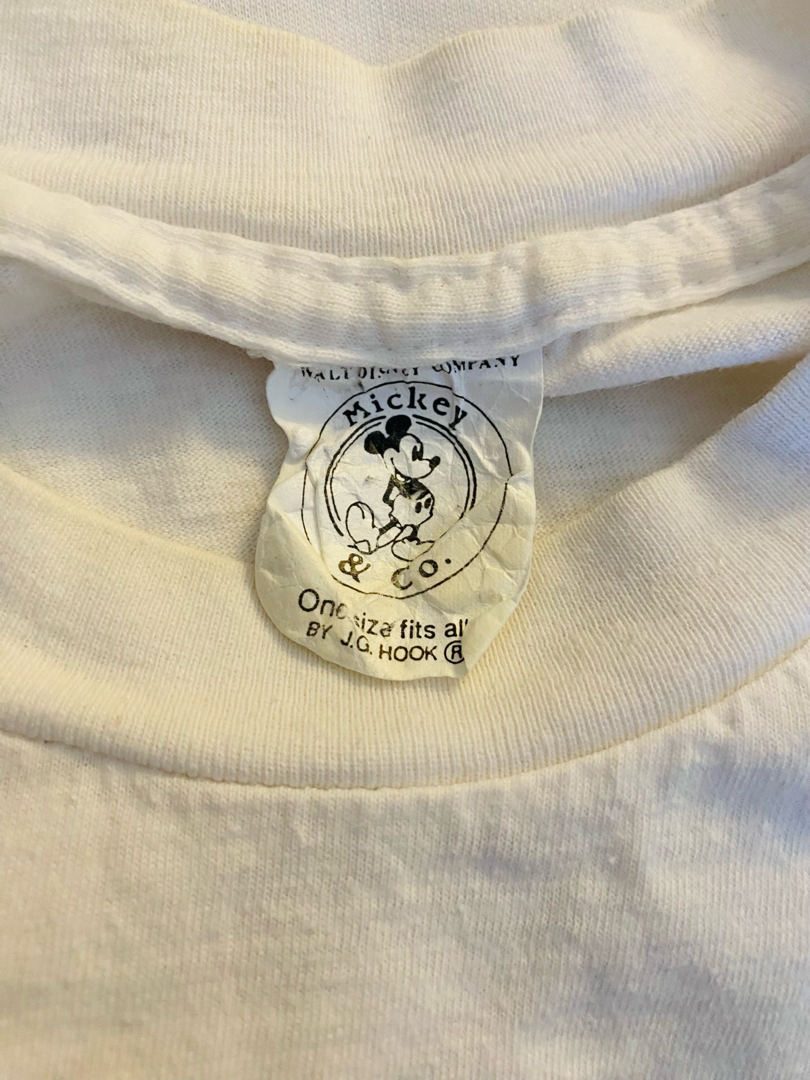 WALT DISNEY COMPANY
Mickey
& Co.
One size fits all
BY J.G. HOOK ®